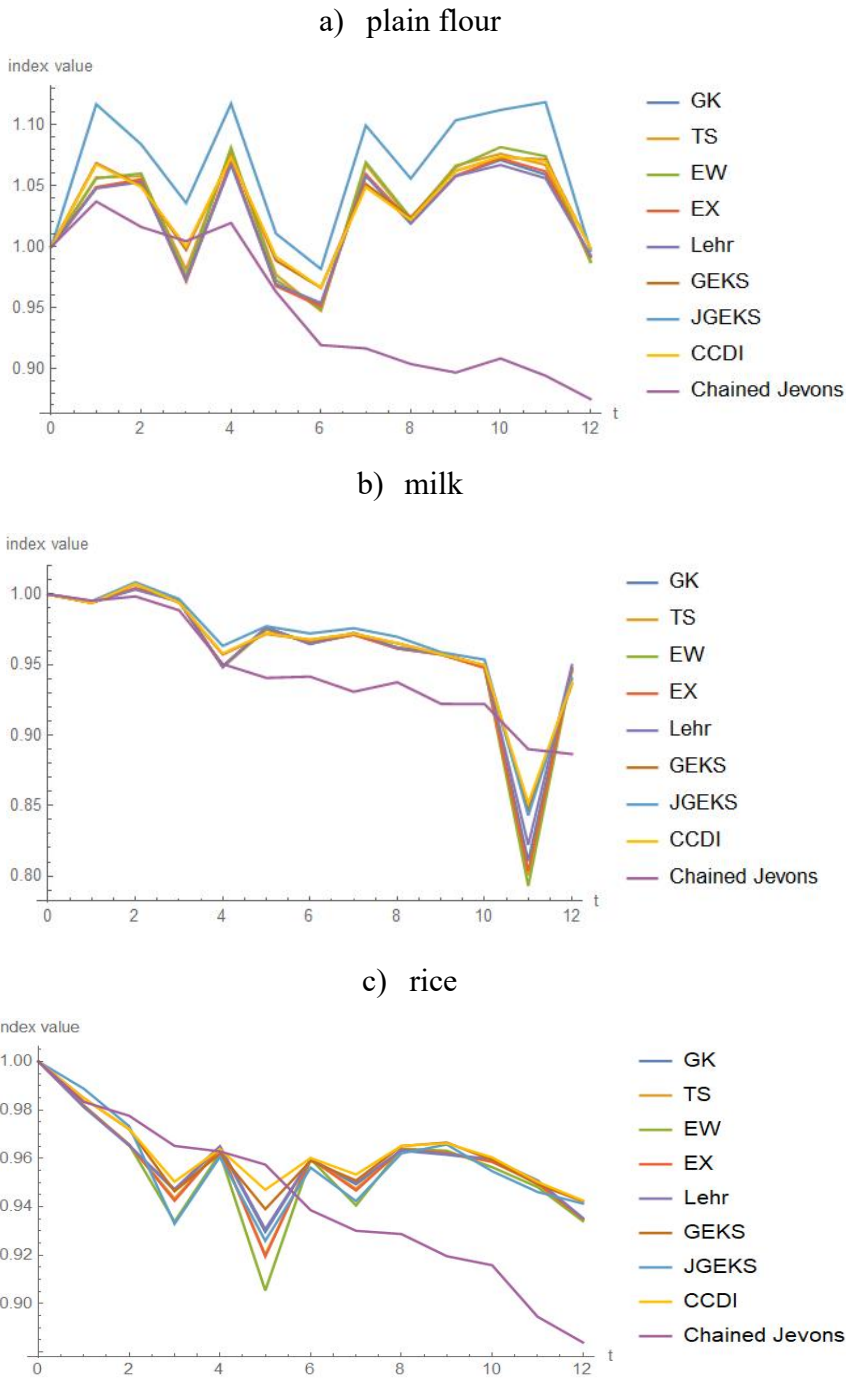 a) plain flour
index value
GK
TS
EW
EX
Lehr
GEKS
JGEKS
CCDI
Chained Jevons
1.10
1.05
1.00
0.95
0.90
0 2 4 6 8 10 12 t
b) milk
index value
GK
TS
EW
EX
Lehr
GEKS
JGEKS
CCDI
Chained Jevons
1.00
0.95
0.90
0.85
0.80
0 2 4 6 8 10 12 t
c) rice
ndex value
GK
TS
EW
EX
Lehr
GEKS
JGEKS
CCDI
Chained Jevons
1.00
0.98
0.96
0.94
0.92
0.90
0 2 4 6 8 10 12 t